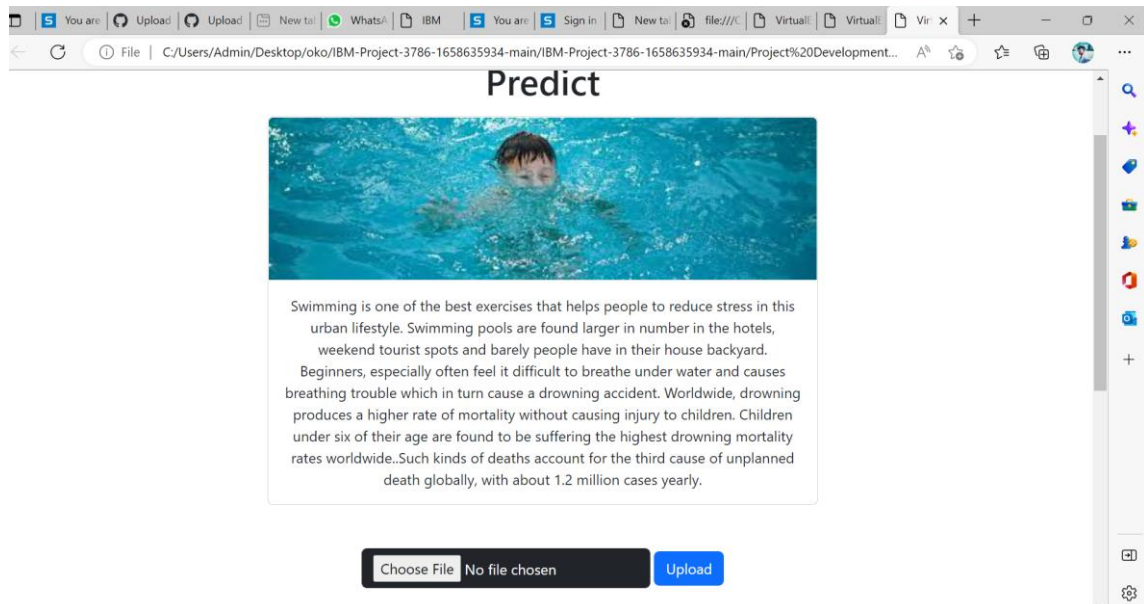 You are
Upload
Upload
New tal
WhatsA
IBM
You are
Sign in
New tal
file:///C
VirtualE
VirtualE
Vir
File | C:/Users/Admin/Desktop/oko/IBM-Project-3786-1658635934-main/IBM-Project-3786-1658635934-main/Project%20Development...
Predict
Swimming is one of the best exercises that helps people to reduce stress in this
urban lifestyle. Swimming pools are found larger in number in the hotels,
weekend tourist spots and barely people have in their house backyard.
Beginners, especially often feel it difficult to breathe under water and causes
breathing trouble which in turn cause a drowning accident. Worldwide, drowning
produces a higher rate of mortality without causing injury to children. Children
under six of their age are found to be suffering the highest drowning mortality
rates worldwide..Such kinds of deaths account for the third cause of unplanned
death globally, with about 1.2 million cases yearly.
Choose File No file chosen
Upload